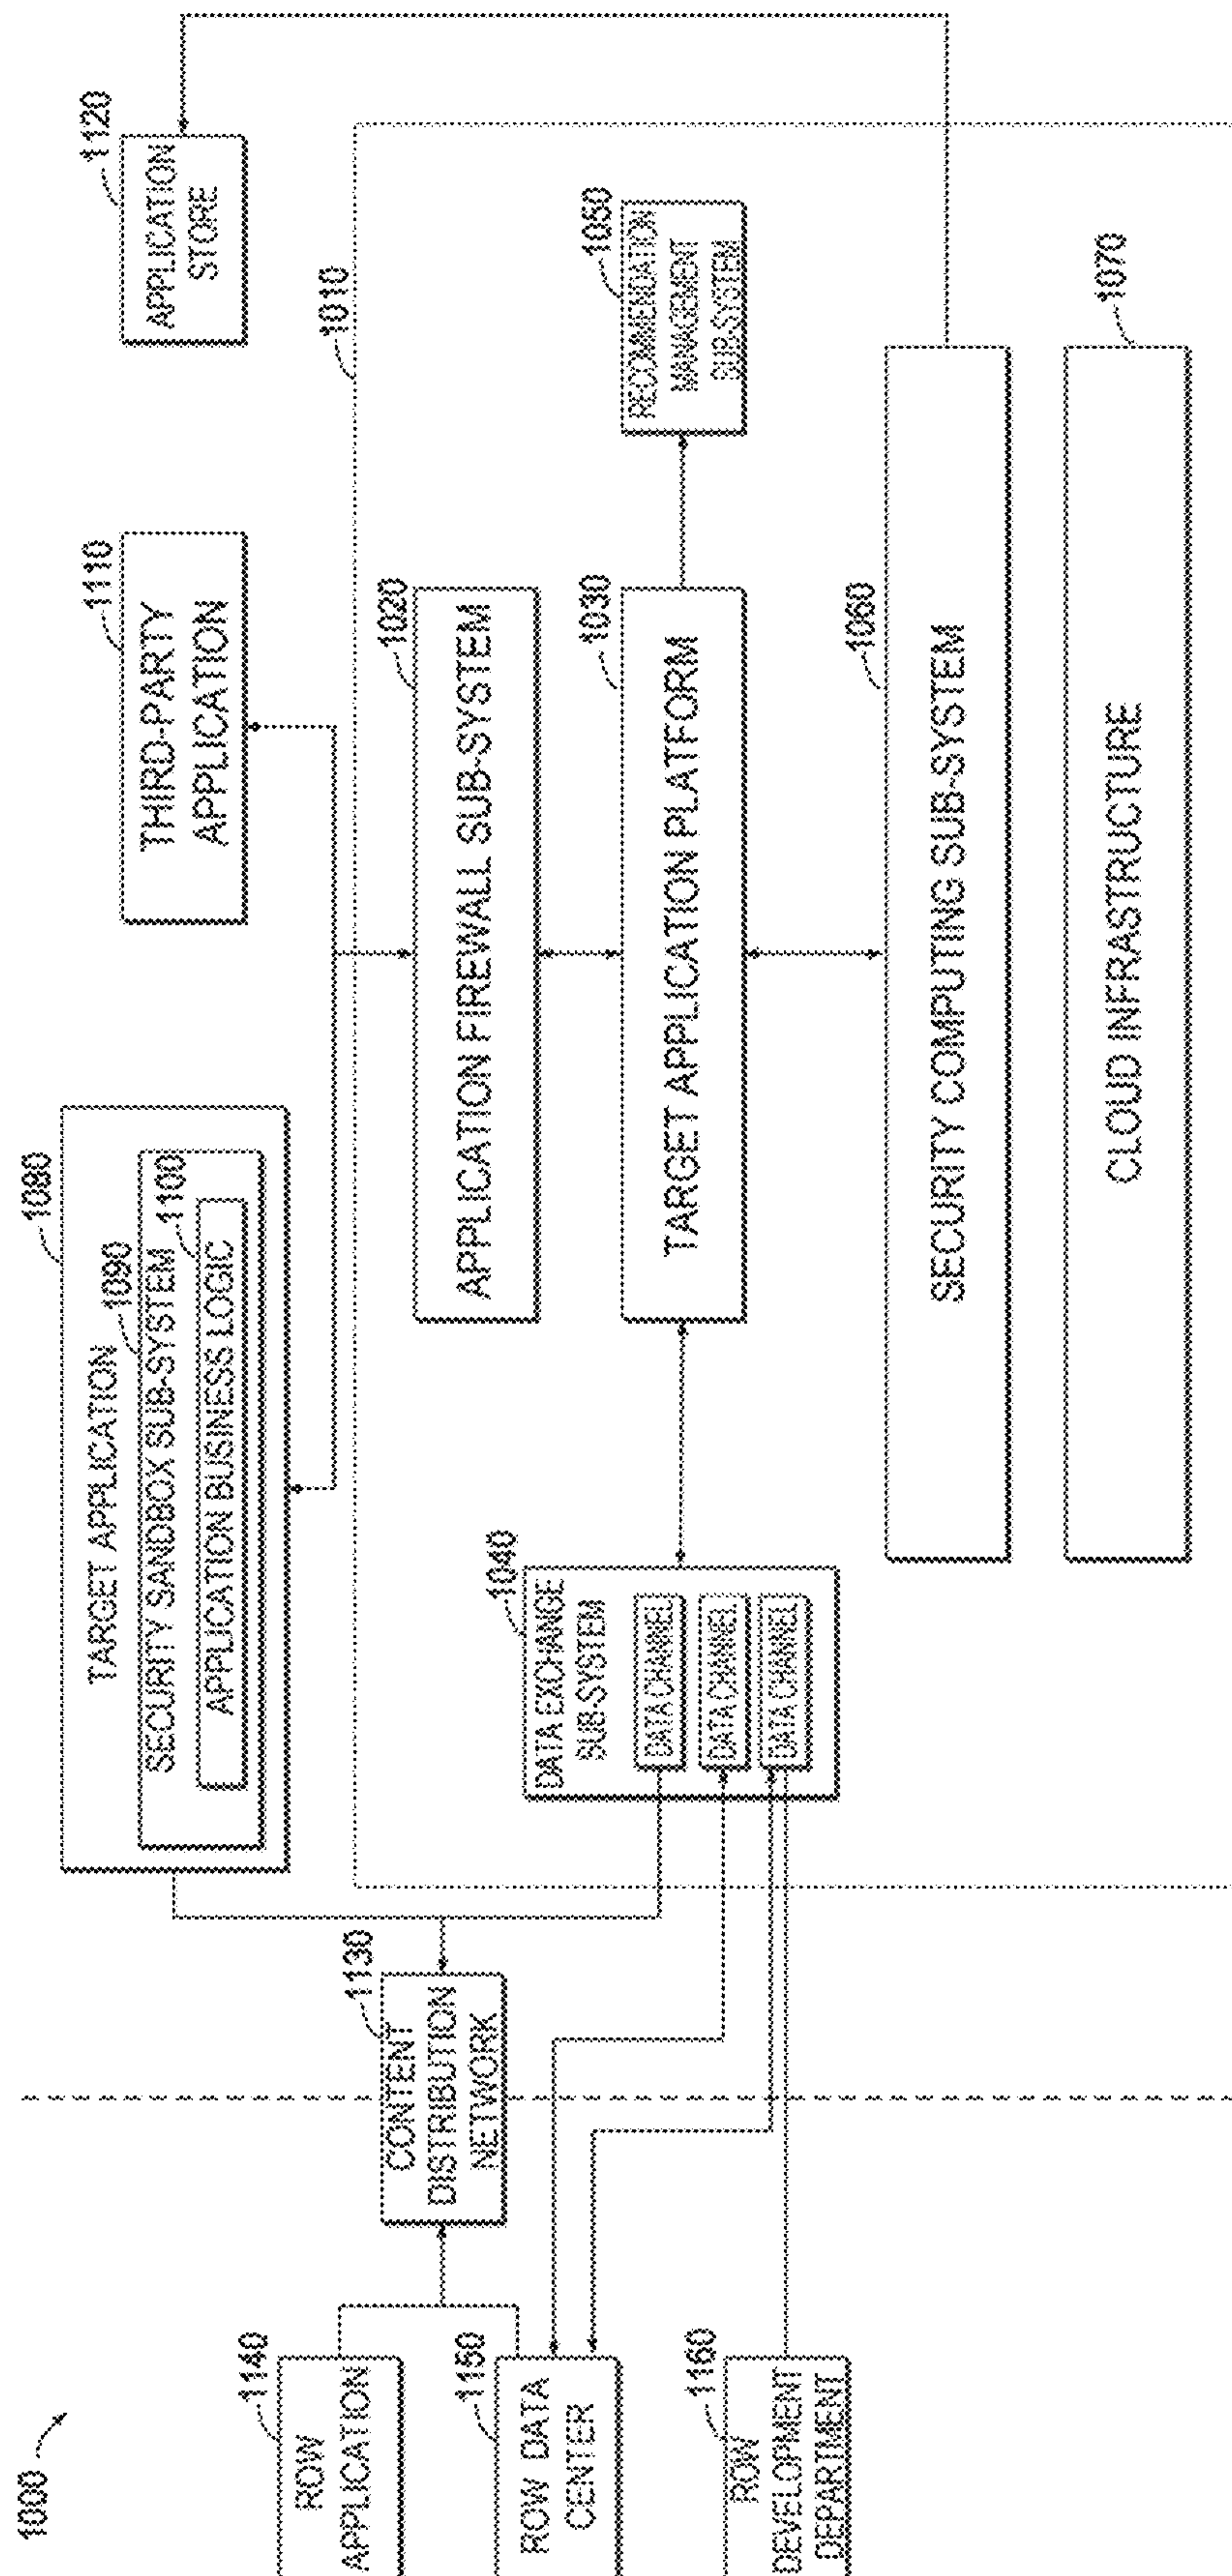 1000
ROW
APPLICATION
1140
ROW DATA
CENTER
1150
ROW
DEVELOPMENT
DEPARTMENT
1160
CONTENT
DISTRIBUTION
NETWORK
1130
TARGET APPLICATION
1080
SECURITY SANDBOX SUB-SYSTEM
1090
APPLICATION BUSINESS LOGIC
1100
THIRD-PARTY
APPLICATION
1110
APPLICATION
STORE
1120
1010
APPLICATION FIREWALL SUB-SYSTEM
1020
DATA EXCHANGE
SUB-SYSTEM
1040
DATA CHANNEL
DATA CHANNEL
DATA CHANNEL
TARGET APPLICATION PLATFORM
1030
RECOMMENDATION
MANAGEMENT
SUB-SYSTEM
1050
SECURITY COMPUTING SUB-SYSTEM
1060
CLOUD INFRASTRUCTURE
1070